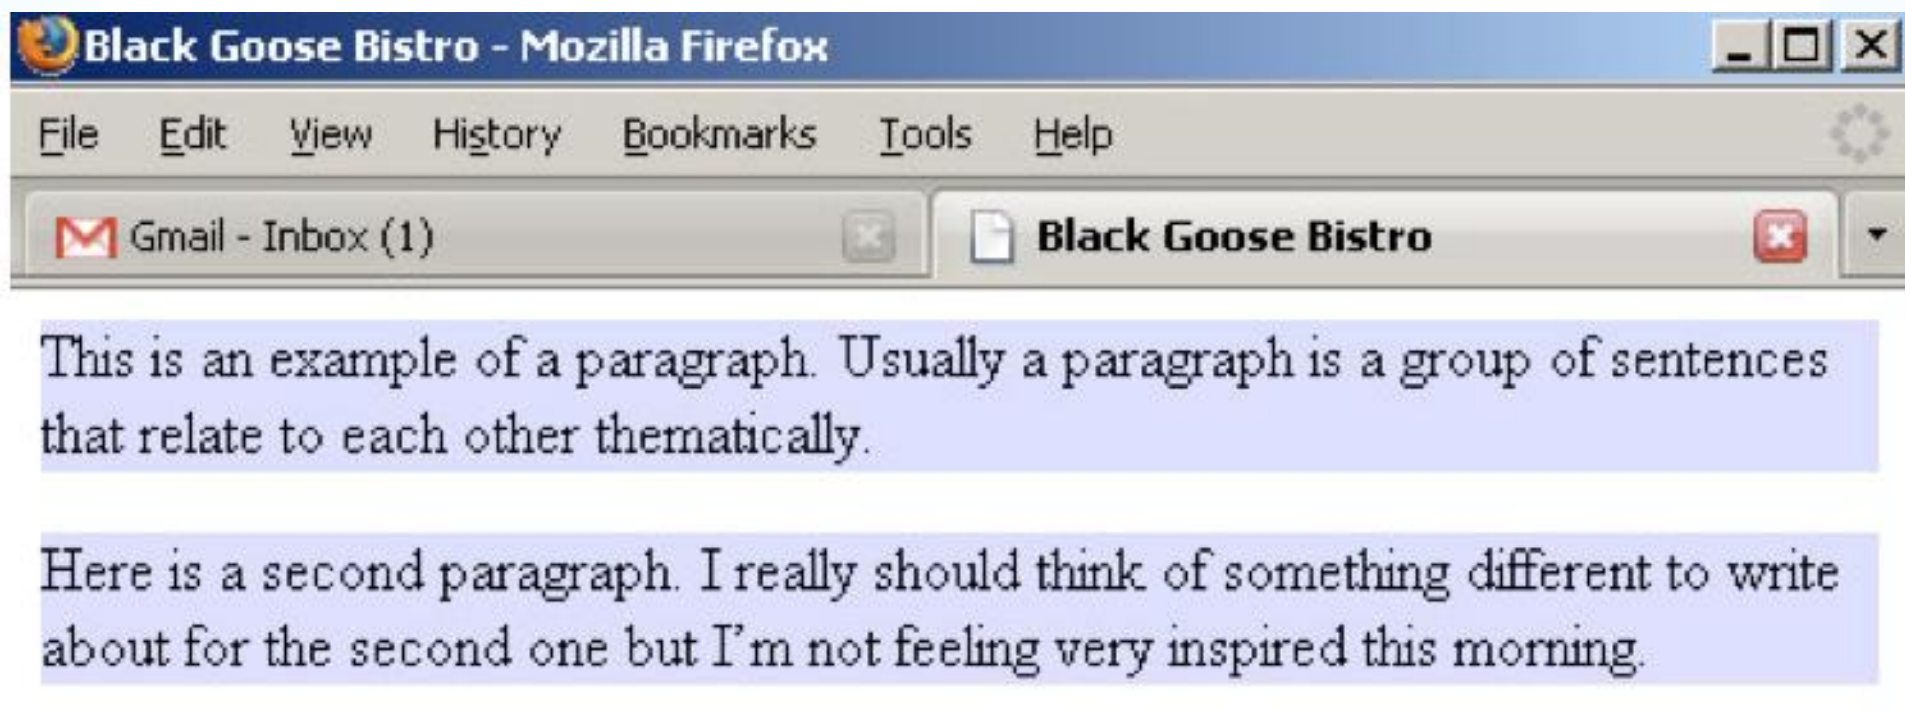 Black Goose Bistro - Mozilla Firefox
File Edit View History Bookmarks Tools Help
Gmail - Inbox (1) Black Goose Bistro
This is an example of a paragraph. Usually a paragraph is a group of sentences
that relate to each other thematically.
Here is a second paragraph. I really should think of something different to write
about for the second one but I'm not feeling very inspired this morning.